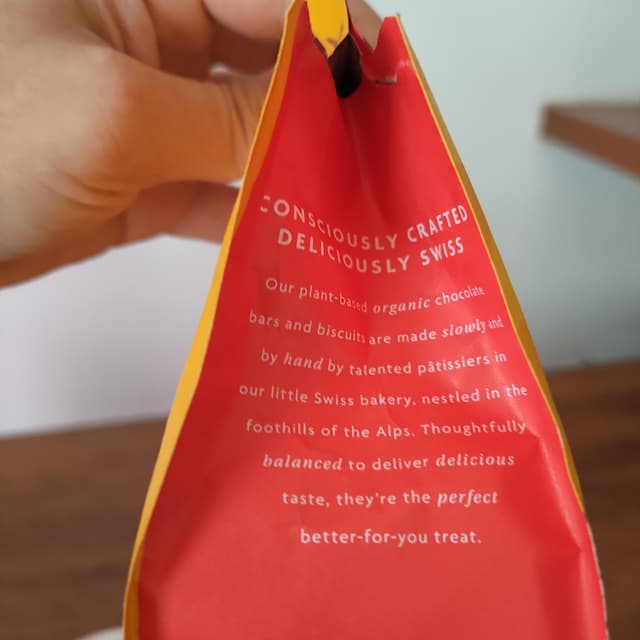 CONSCIOUSLY CRAFTED
DELICIOUSLY SWISS
Our plant-based organic chocolate
bars and biscuits are made slowly and
by hand by talented pâtissiers in
our little Swiss bakery, nestled in the
foothills of the Alps. Thoughtfully
balanced to deliver delicious
taste, they're the perfect
better-for-you treat.